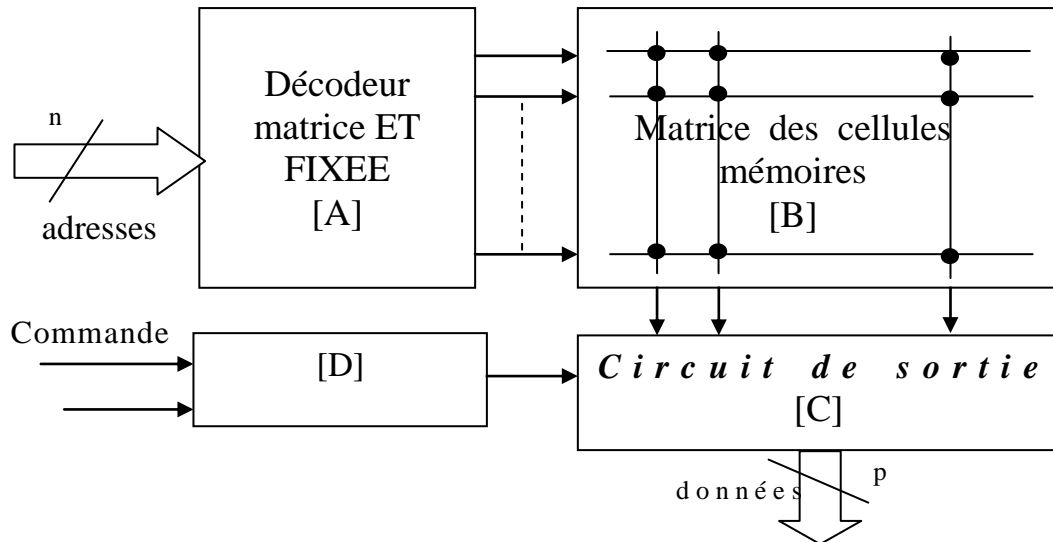 n
adresses
Décodeur
matrice ET
FIXEE
[A]
Matrice des cellules
mémoires
[B]
Commande
[D]
Circuit de sortie
[C]
données
p